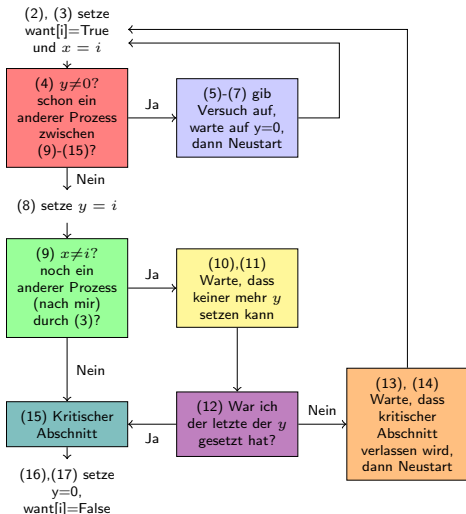 (2), (3) setze
want[i]=True
und x = i
(4) y≠0?
schon ein
anderer Prozess
zwischen
(9)-(15)?
Ja
(5)-(7) gib
Versuch auf,
warte auf y=0,
dann Neustart
Nein
(8) setze y = i
(9) x≠i?
noch ein
anderer Prozess
(nach mir)
durch (3)?
Ja
(10),(11)
Warte, dass
keiner mehr y
setzen kann
Nein
(15) Kritischer
Abschnitt
Ja
(12) War ich
der letzte der y
gesetzt hat?
Nein
(13), (14)
Warte, dass
kritischer
Abschnitt
verlassen wird,
dann Neustart
(16),(17) setze
y=0,
want[i]=False